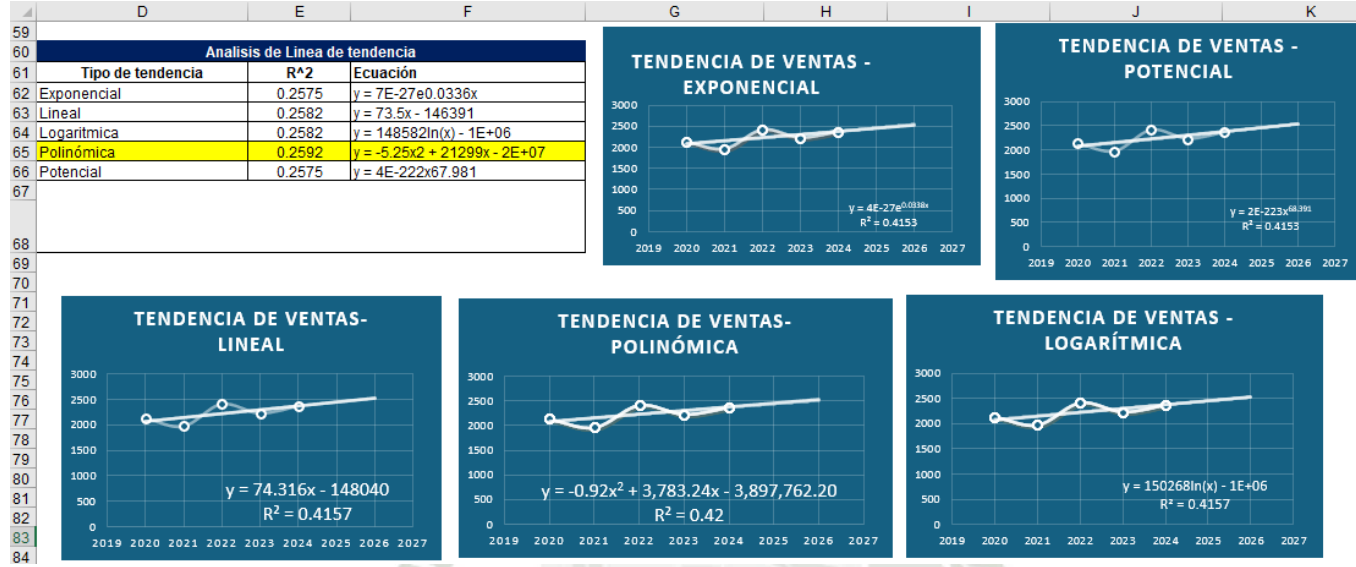 D E F G H I J K
59
60 Analisis de Linea de tendencia
61 Tipo de tendencia R^2 Ecuación
62 Exponencial 0.2575 y = 7E-27e0.0336x
63 Lineal 0.2582 y = 73.5x - 146391
64 Logaritmica 0.2582 y = 148582ln(x) - 1E+06
65 Polinómica 0.2592 y = -5.25x2 + 21299x - 2E+07
66 Potencial 0.2575 y = 4E-222x67.981
67
68
69
70
71
72
73
74
75
76
77
78
79
80
81
82
83
84
TENDENCIA DE VENTAS -
EXPONENCIAL
3000
2500
2000
1500
1000
500
0
y = 4E-27e^0.0338x
R² = 0.4153
2019 2020 2021 2022 2023 2024 2025 2026 2027
TENDENCIA DE VENTAS -
POTENCIAL
3000
2500
2000
1500
1000
500
0
y = 2E-223x^68.391
R² = 0.4153
2019 2020 2021 2022 2023 2024 2025 2026 2027
TENDENCIA DE VENTAS-
LINEAL
3000
2500
2000
1500
1000
500
0
y = 74.316x - 148040
R² = 0.4157
2019 2020 2021 2022 2023 2024 2025 2026 2027
TENDENCIA DE VENTAS-
POLINÓMICA
3000
2500
2000
1500
1000
500
0
y = -0.92x² + 3,783.24x - 3,897,762.20
R² = 0.42
2019 2020 2021 2022 2023 2024 2025 2026 2027
TENDENCIA DE VENTAS -
LOGARÍTMICA
3000
2500
2000
1500
1000
500
0
y = 150268ln(x) - 1E+06
R² = 0.4157
2019 2020 2021 2022 2023 2024 2025 2026 2027